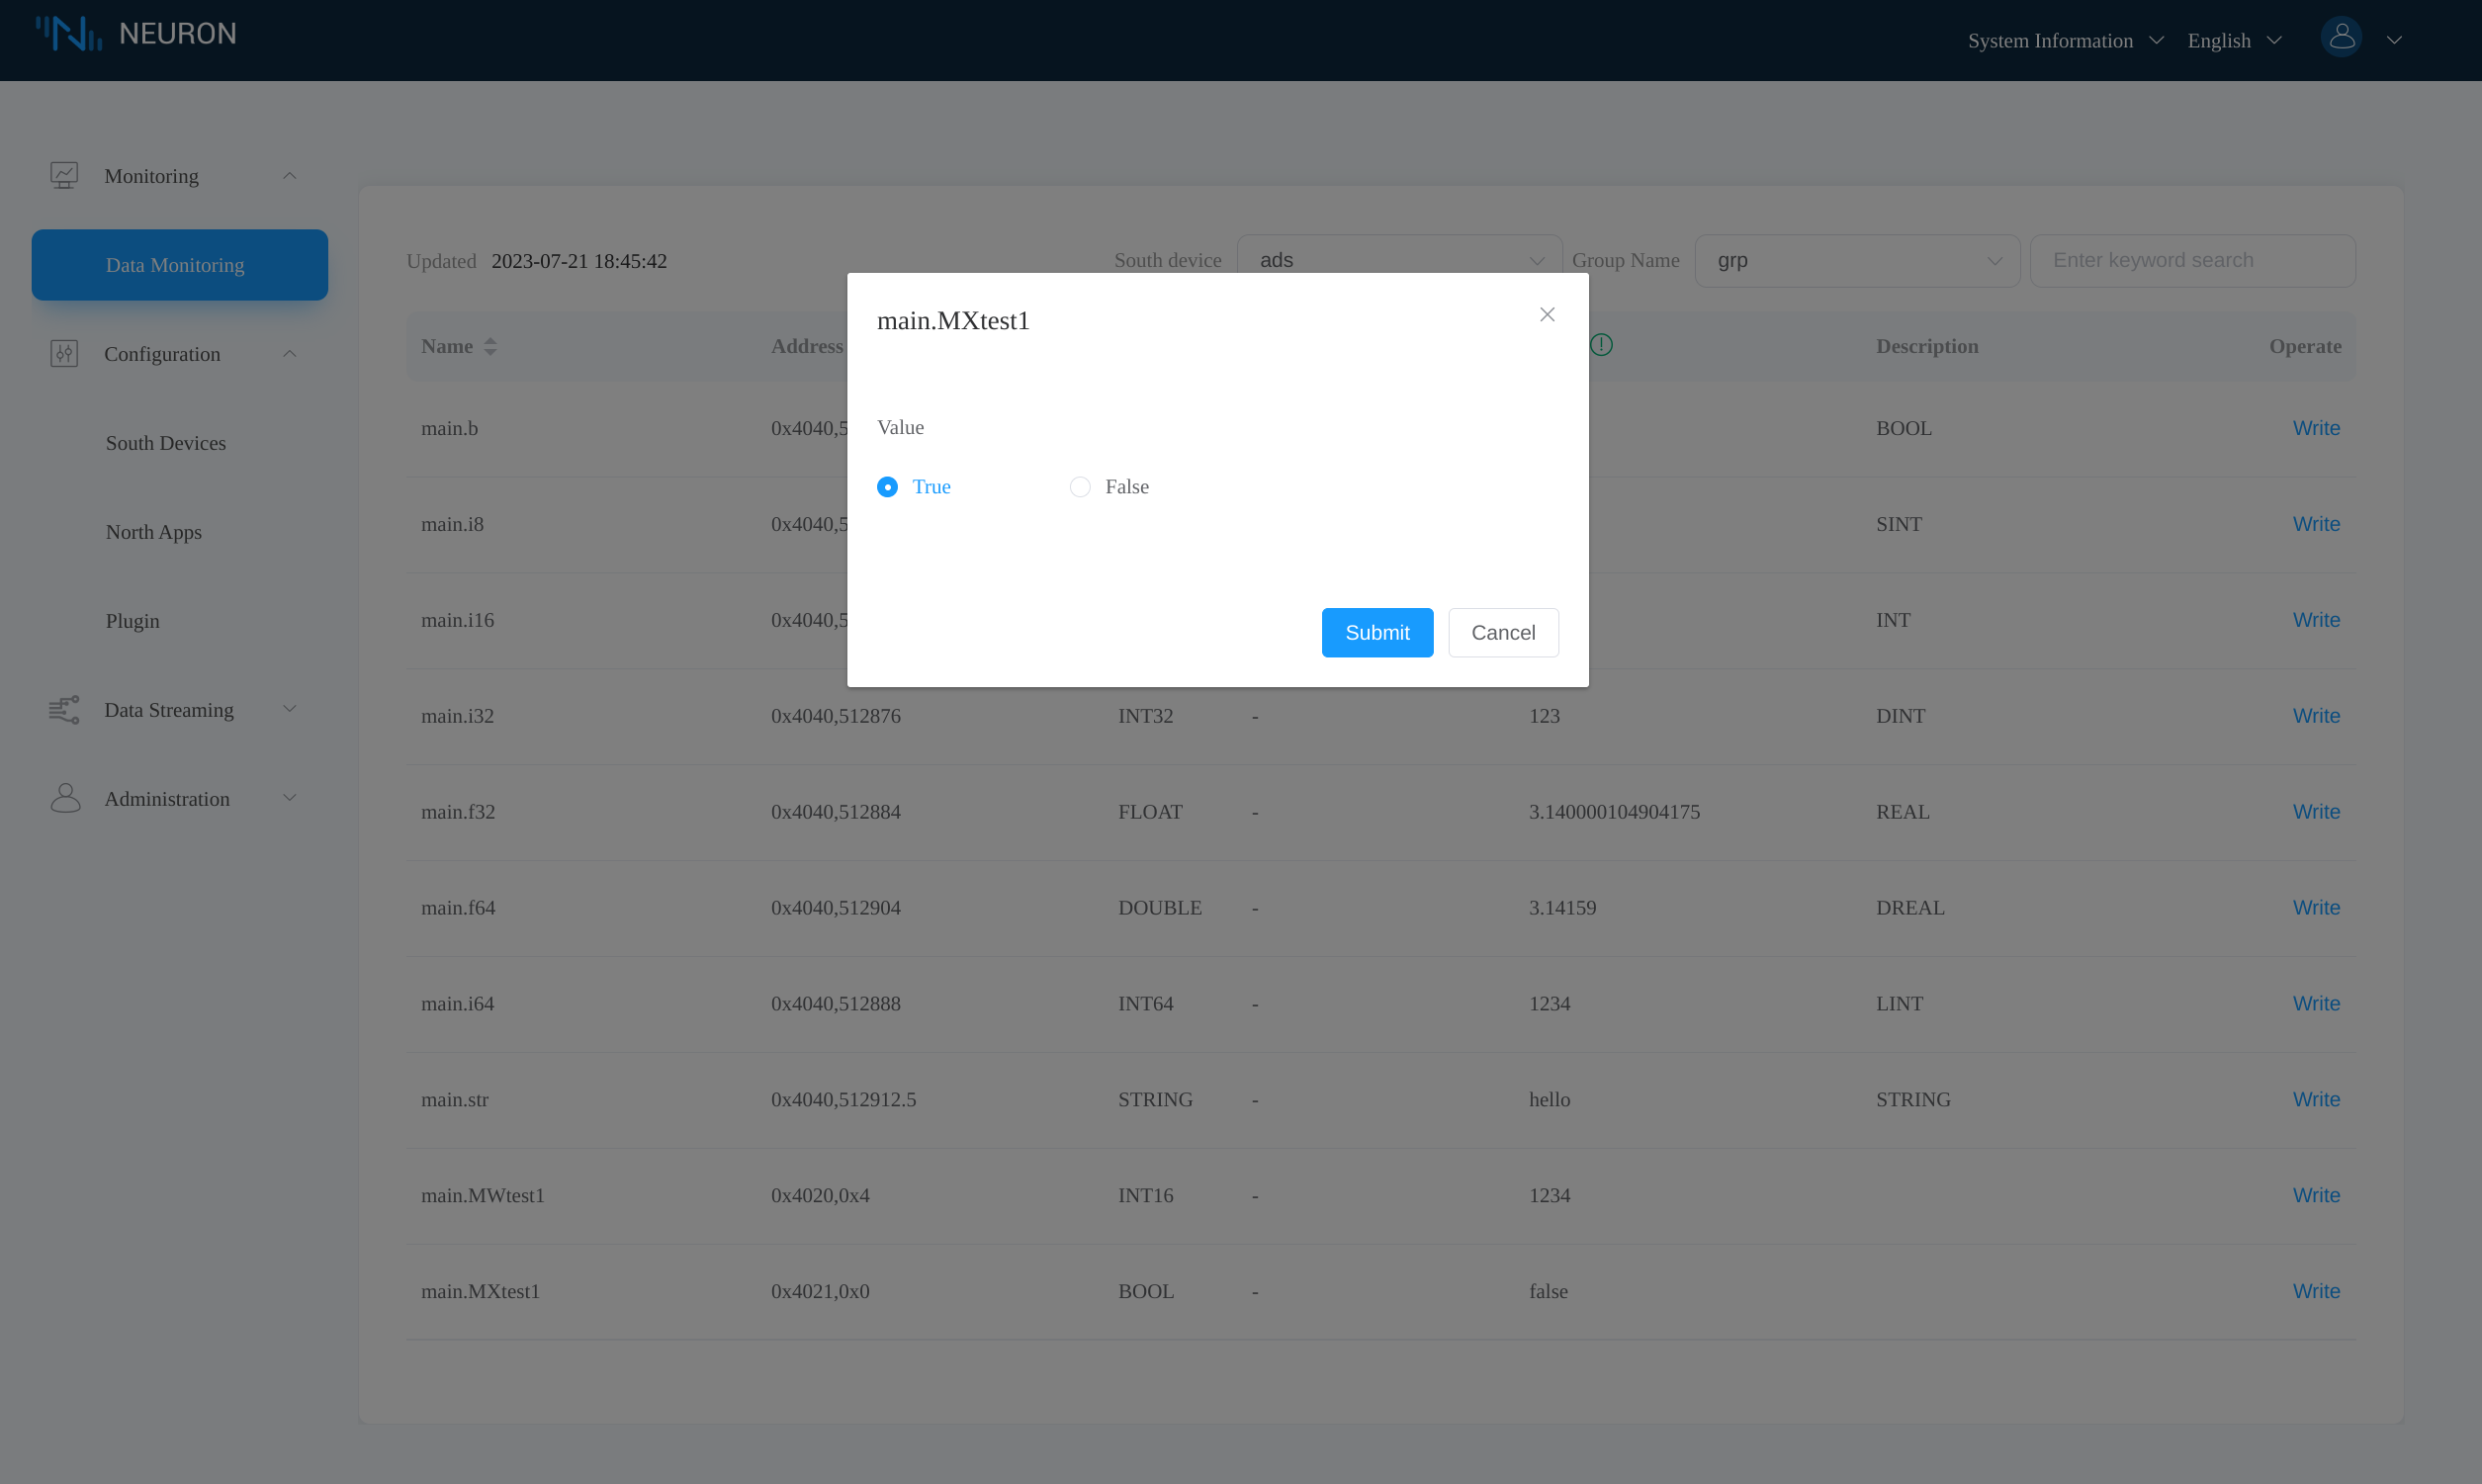 NEURON
System Information English
Monitoring
Data Monitoring
Configuration
South Devices
North Apps
Plugin
Data Streaming
Administration
Updated 2023-07-21 18:45:42 South device ads Group Name grp Enter keyword search
Name Address Description Operate
main.b 0x4040,5 BOOL Write
main.i8 0x4040,5 SINT Write
main.i16 0x4040,5 INT Write
main.i32 0x4040,512876 INT32 - 123 DINT Write
main.f32 0x4040,512884 FLOAT - 3.140000104904175 REAL Write
main.f64 0x4040,512904 DOUBLE - 3.14159 DREAL Write
main.i64 0x4040,512888 INT64 - 1234 LINT Write
main.str 0x4040,512912.5 STRING - hello STRING Write
main.MWtest1 0x4020,0x4 INT16 - 1234 Write
main.MXtest1 0x4021,0x0 BOOL - false Write
main.MXtest1
Value
True False
Submit Cancel